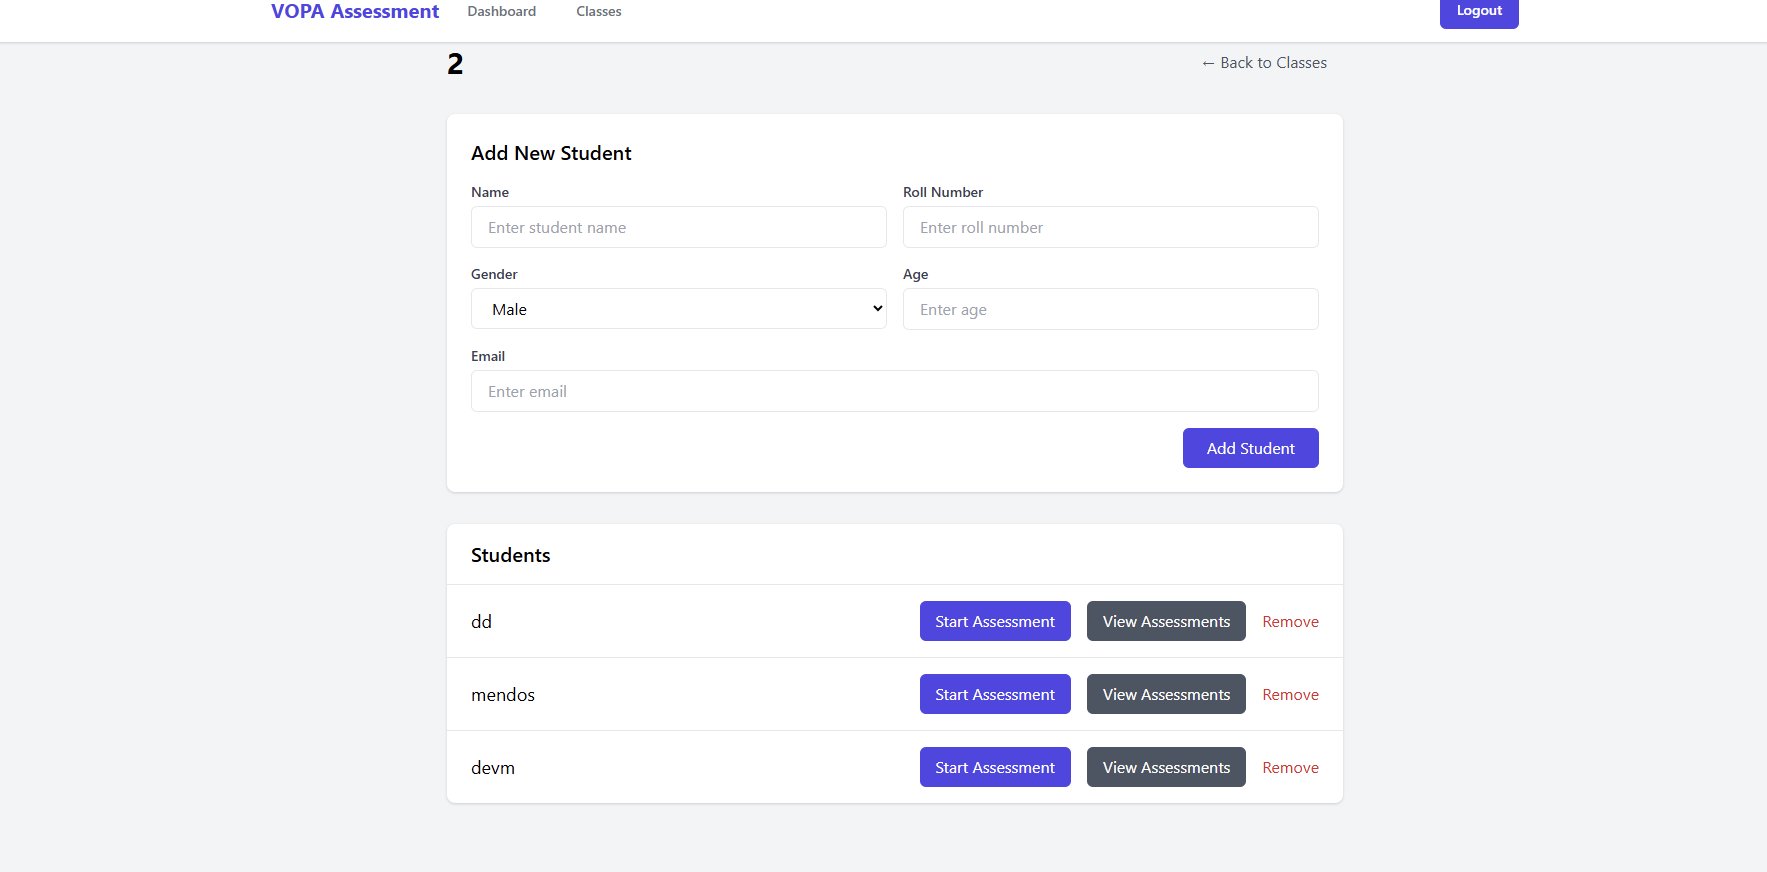 VOPA Assessment Dashboard Classes Logout
2 ← Back to Classes
Add New Student
Name Roll Number
Enter student name Enter roll number
Gender Age
Male Enter age
Email
Enter email
Add Student
Students
dd Start Assessment View Assessments Remove
mendos Start Assessment View Assessments Remove
devm Start Assessment View Assessments Remove